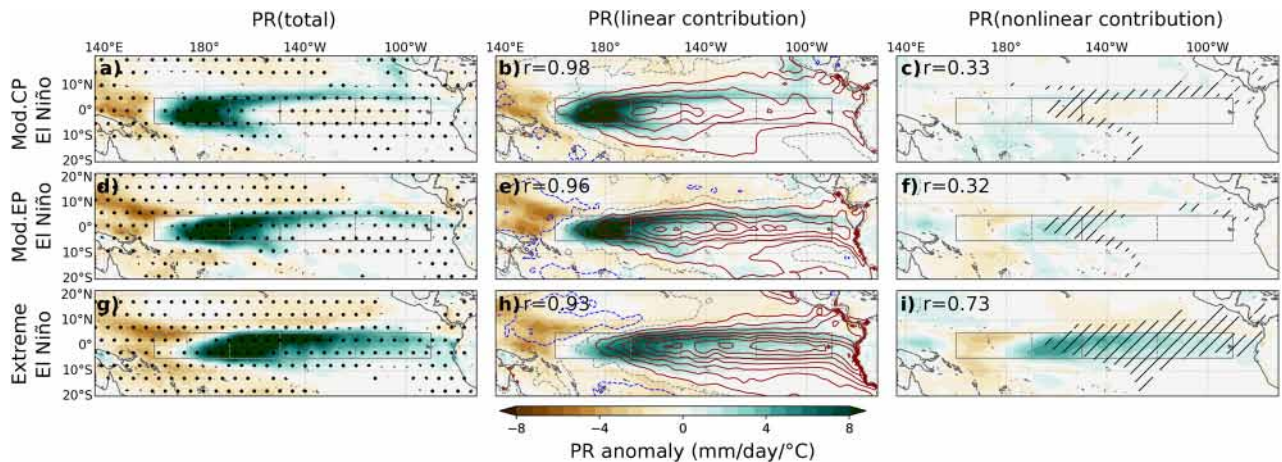 PR(total) PR(linear contribution) PR(nonlinear contribution)
140°E 180° 140°W 100°W 140°E 180° 140°W 100°W 140°E 180° 140°W 100°W
Mod.CP
El Niño
10°N
0°
10°S
20°S
a)
b) r=0.98
c) r=0.33
Mod.EP
El Niño
10°N
0°
10°S
20°S
d)
e) r=0.96
f) r=0.32
Extreme
El Niño
10°N
0°
10°S
20°S
g)
h) r=0.93
i) r=0.73
−8 −4 0 4 8
PR anomaly (mm/day/°C)